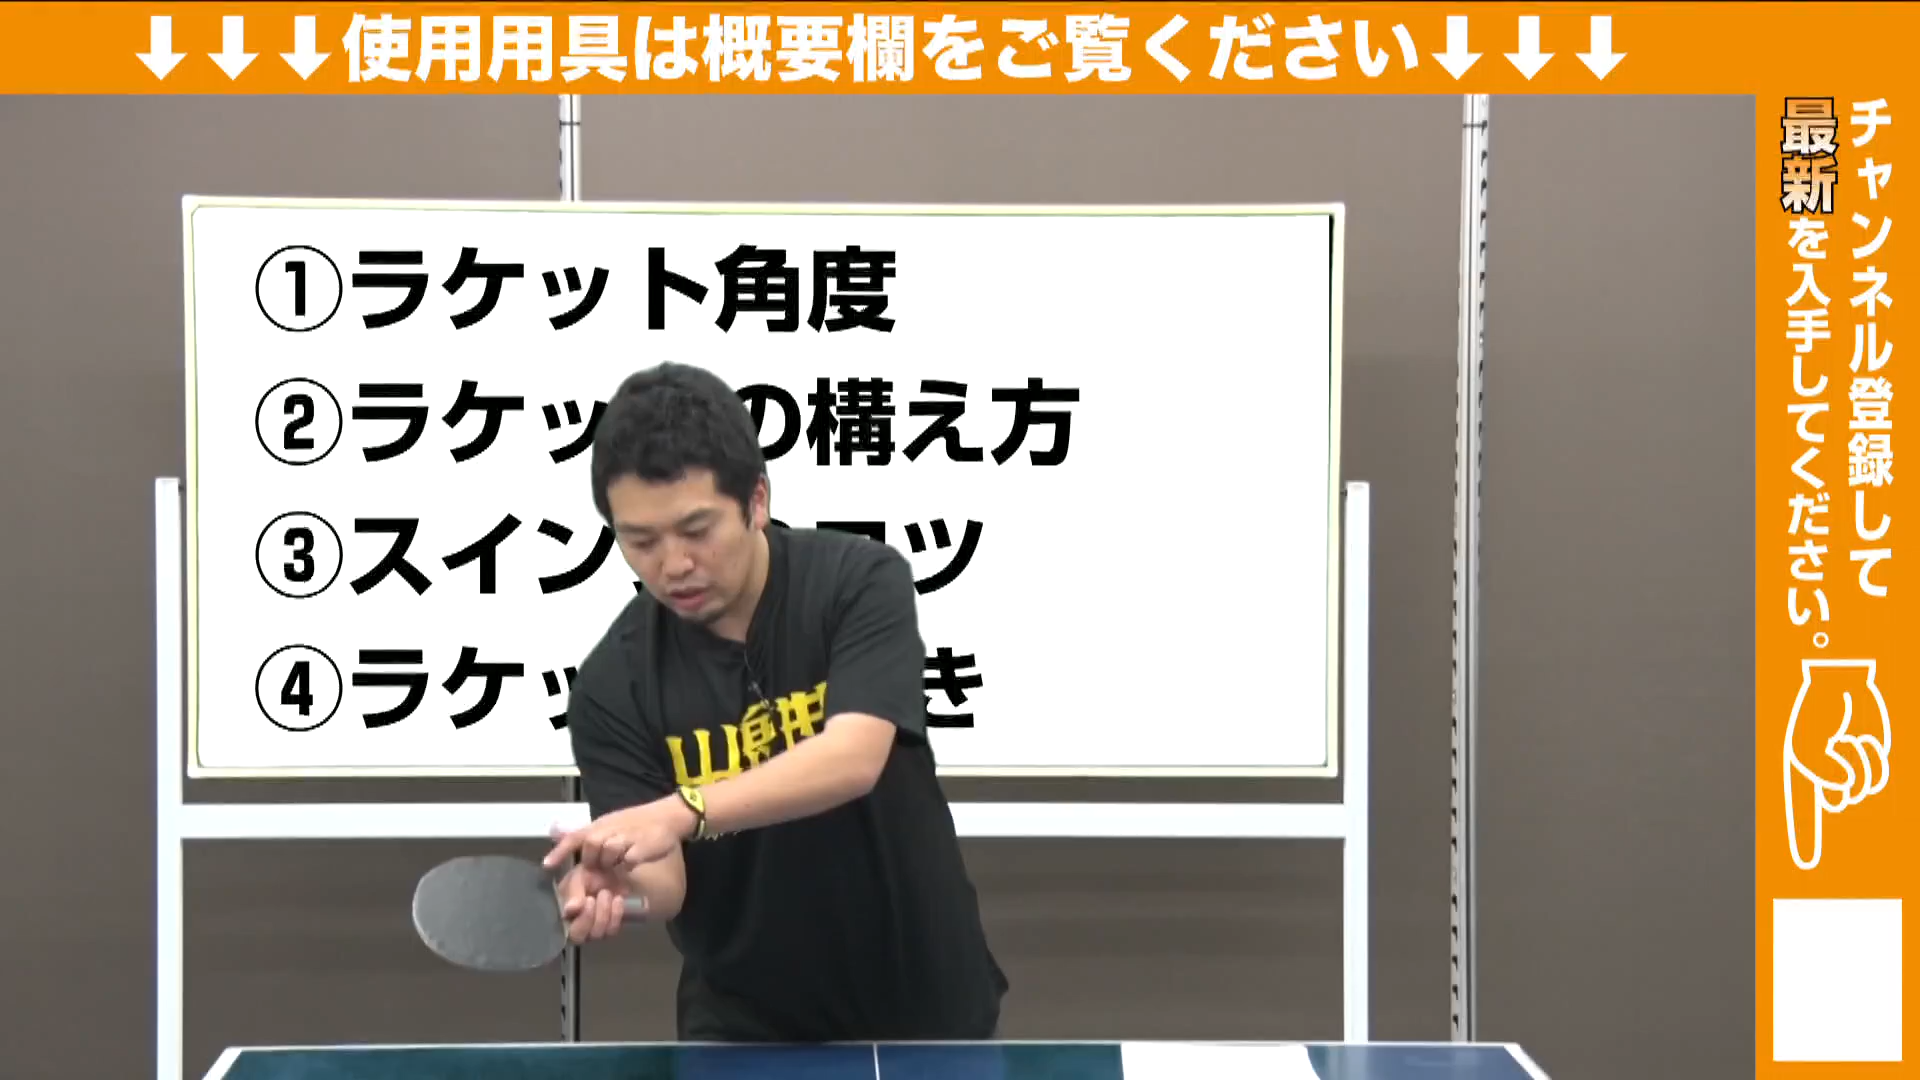 ↓↓↓使用用具は概要欄をご覧ください↓↓↓
①ラケット角度
②ラケッ の構え方
③スイン コツ
④ラケッ き
チャンネル登録して
最新を入手してください。